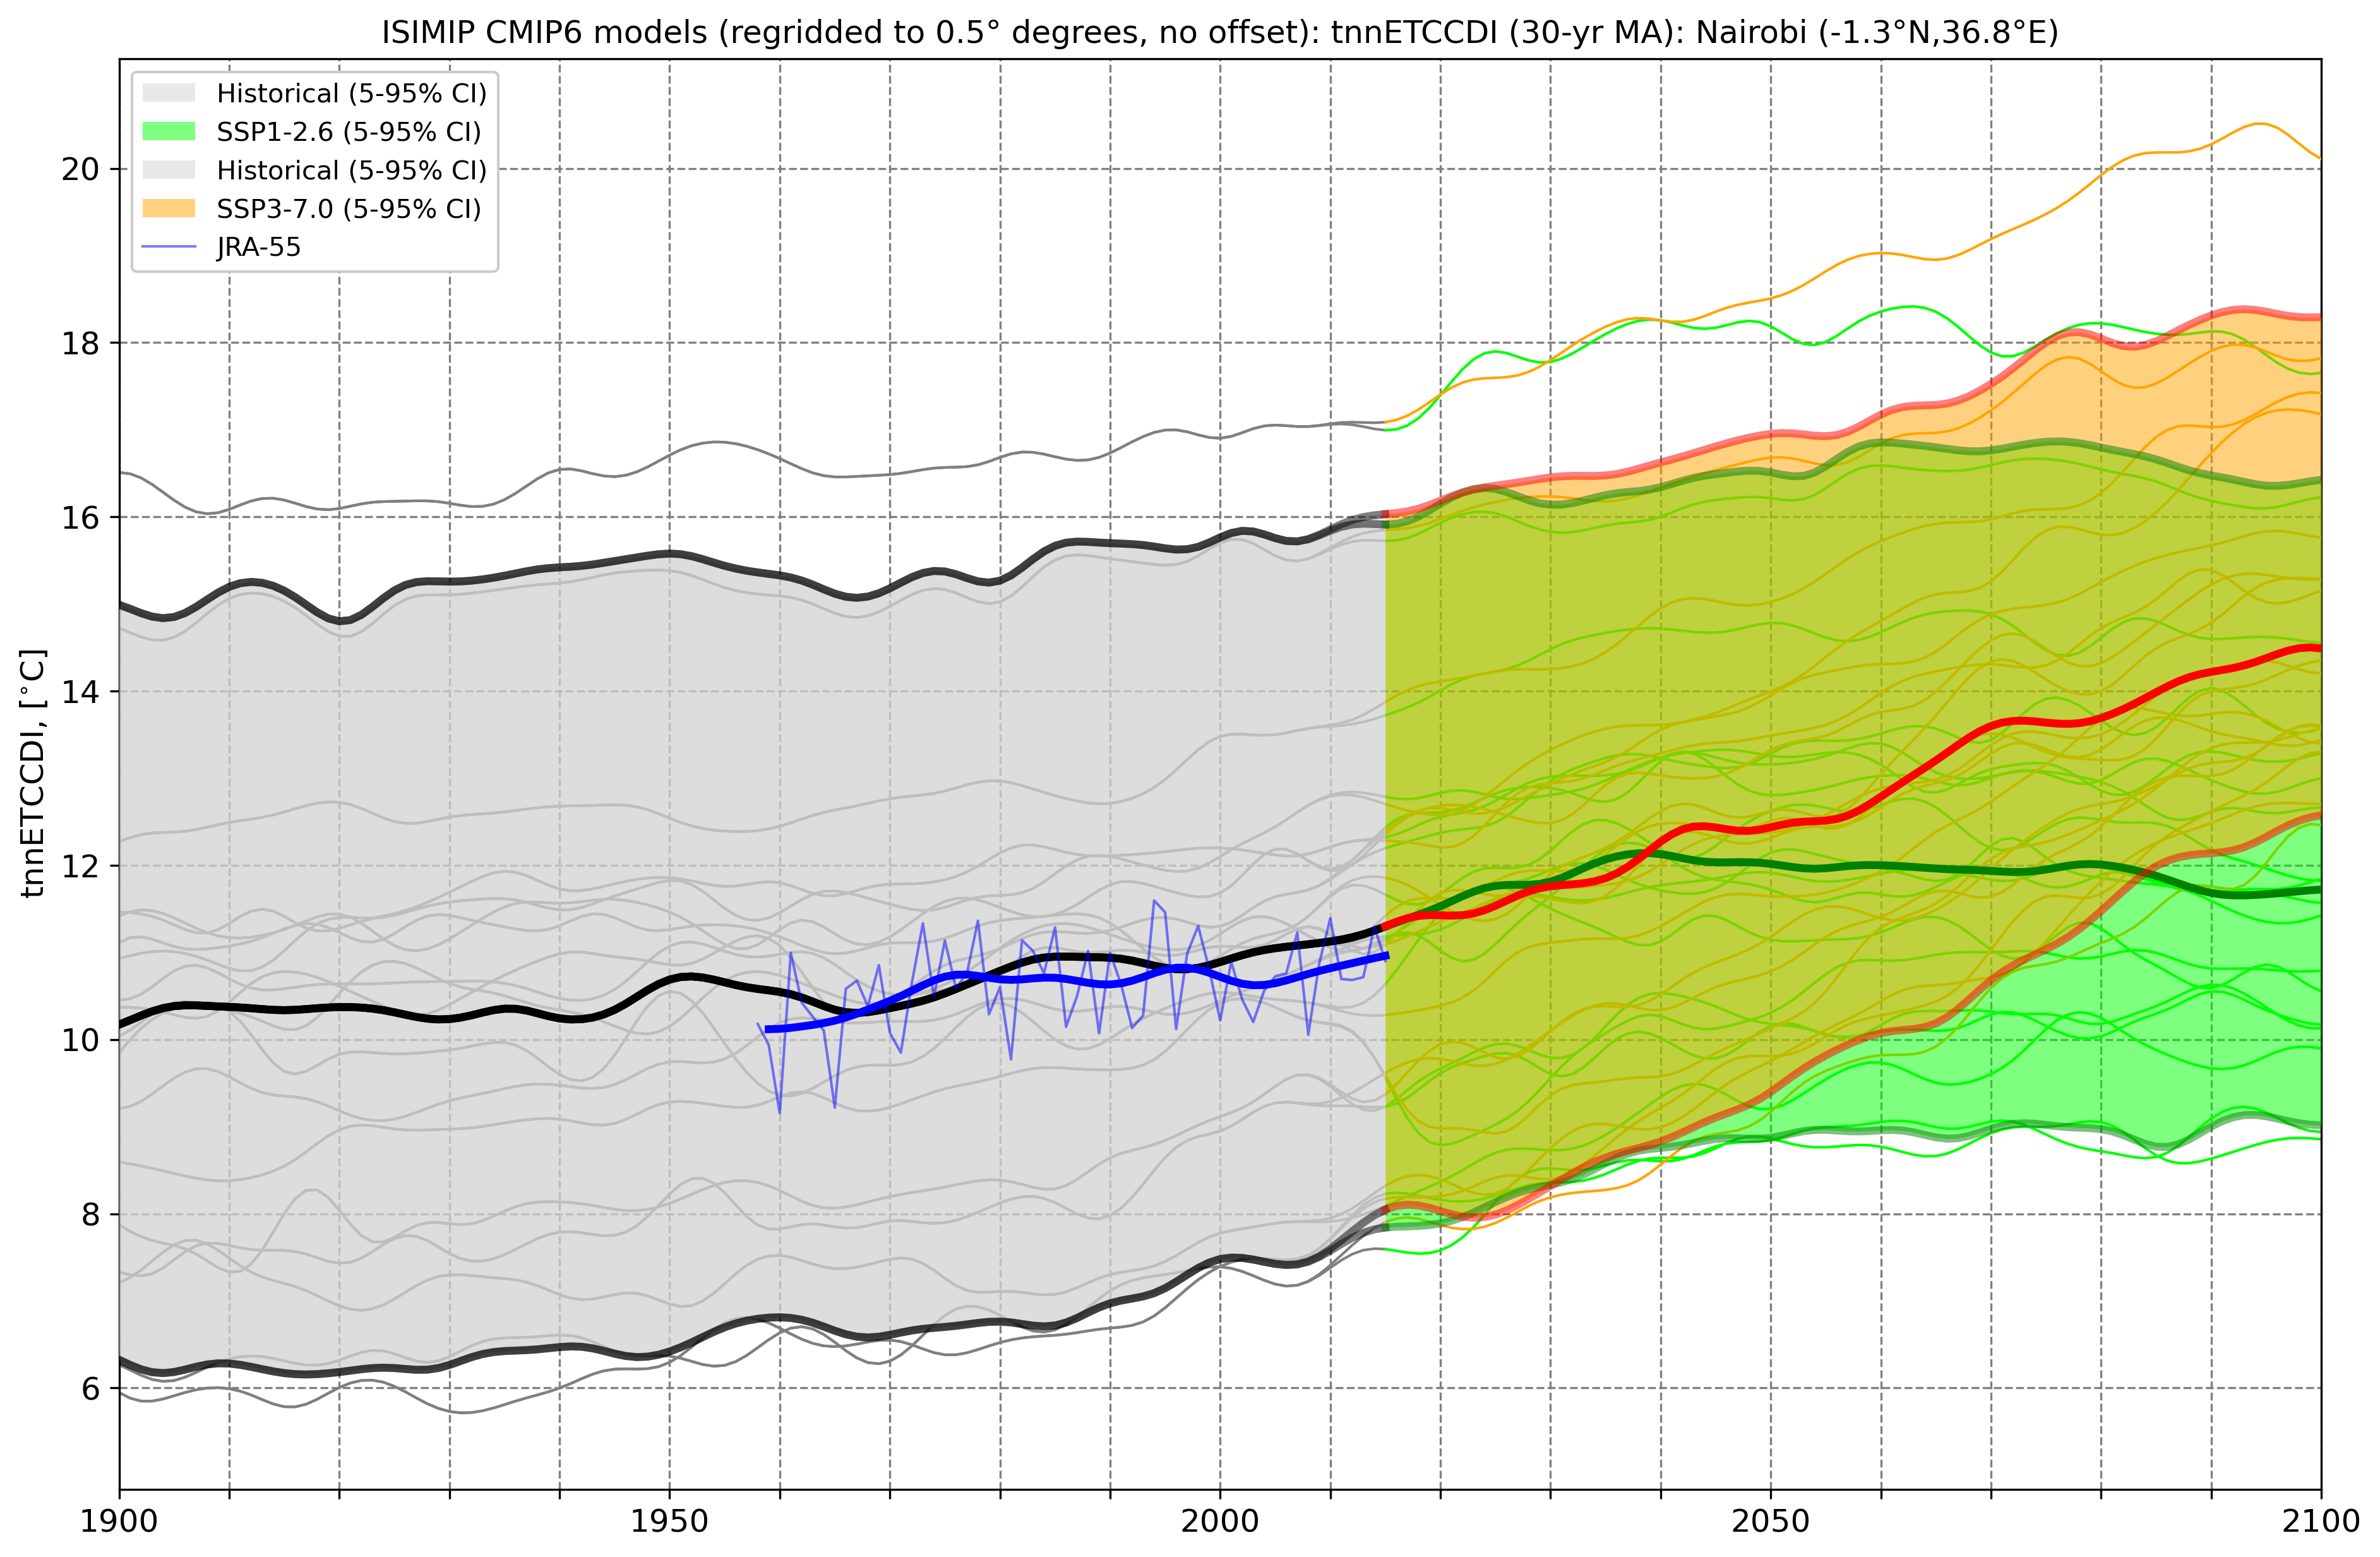 ISIMIP CMIP6 models (regridded to 0.5° degrees, no offset): tnnETCCDI (30-yr MA): Nairobi (-1.3°N,36.8°E)
Historical (5-95% CI)
SSP1-2.6 (5-95% CI)
Historical (5-95% CI)
SSP3-7.0 (5-95% CI)
JRA-55
tnnETCCDI, [°C]
20
18
16
14
12
10
8
6
1900
1950
2000
2050
2100